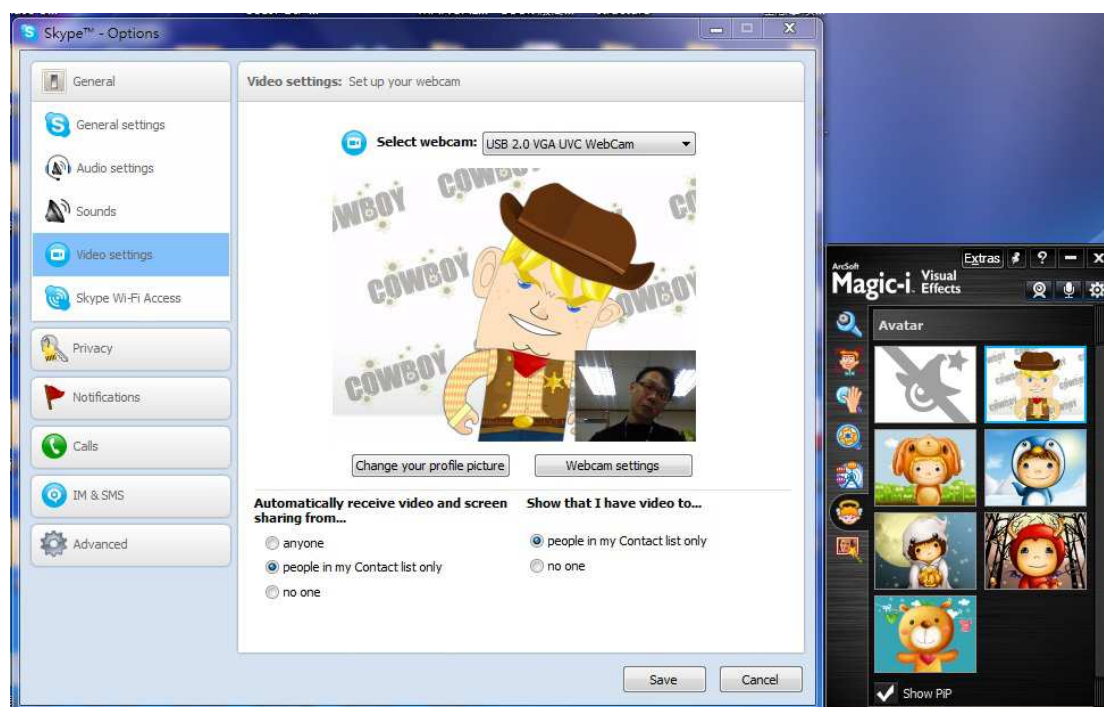 Skype™ - Options
General
General settings
Audio settings
Sounds
Video settings
Skype Wi-Fi Access
Privacy
Notifications
Calls
IM & SMS
Advanced
Video settings: Set up your webcam
Select webcam: USB 2.0 VGA UVC WebCam
COWBOY
COWBOY
COWBOY
COWBOY
Change your profile picture
Webcam settings
Automatically receive video and screen
sharing from...
anyone
people in my Contact list only
no one
Show that I have video to...
people in my Contact list only
no one
Save
Cancel
Extras
ArcSoft
Magic-i Visual
Effects
Avatar
Show PiP